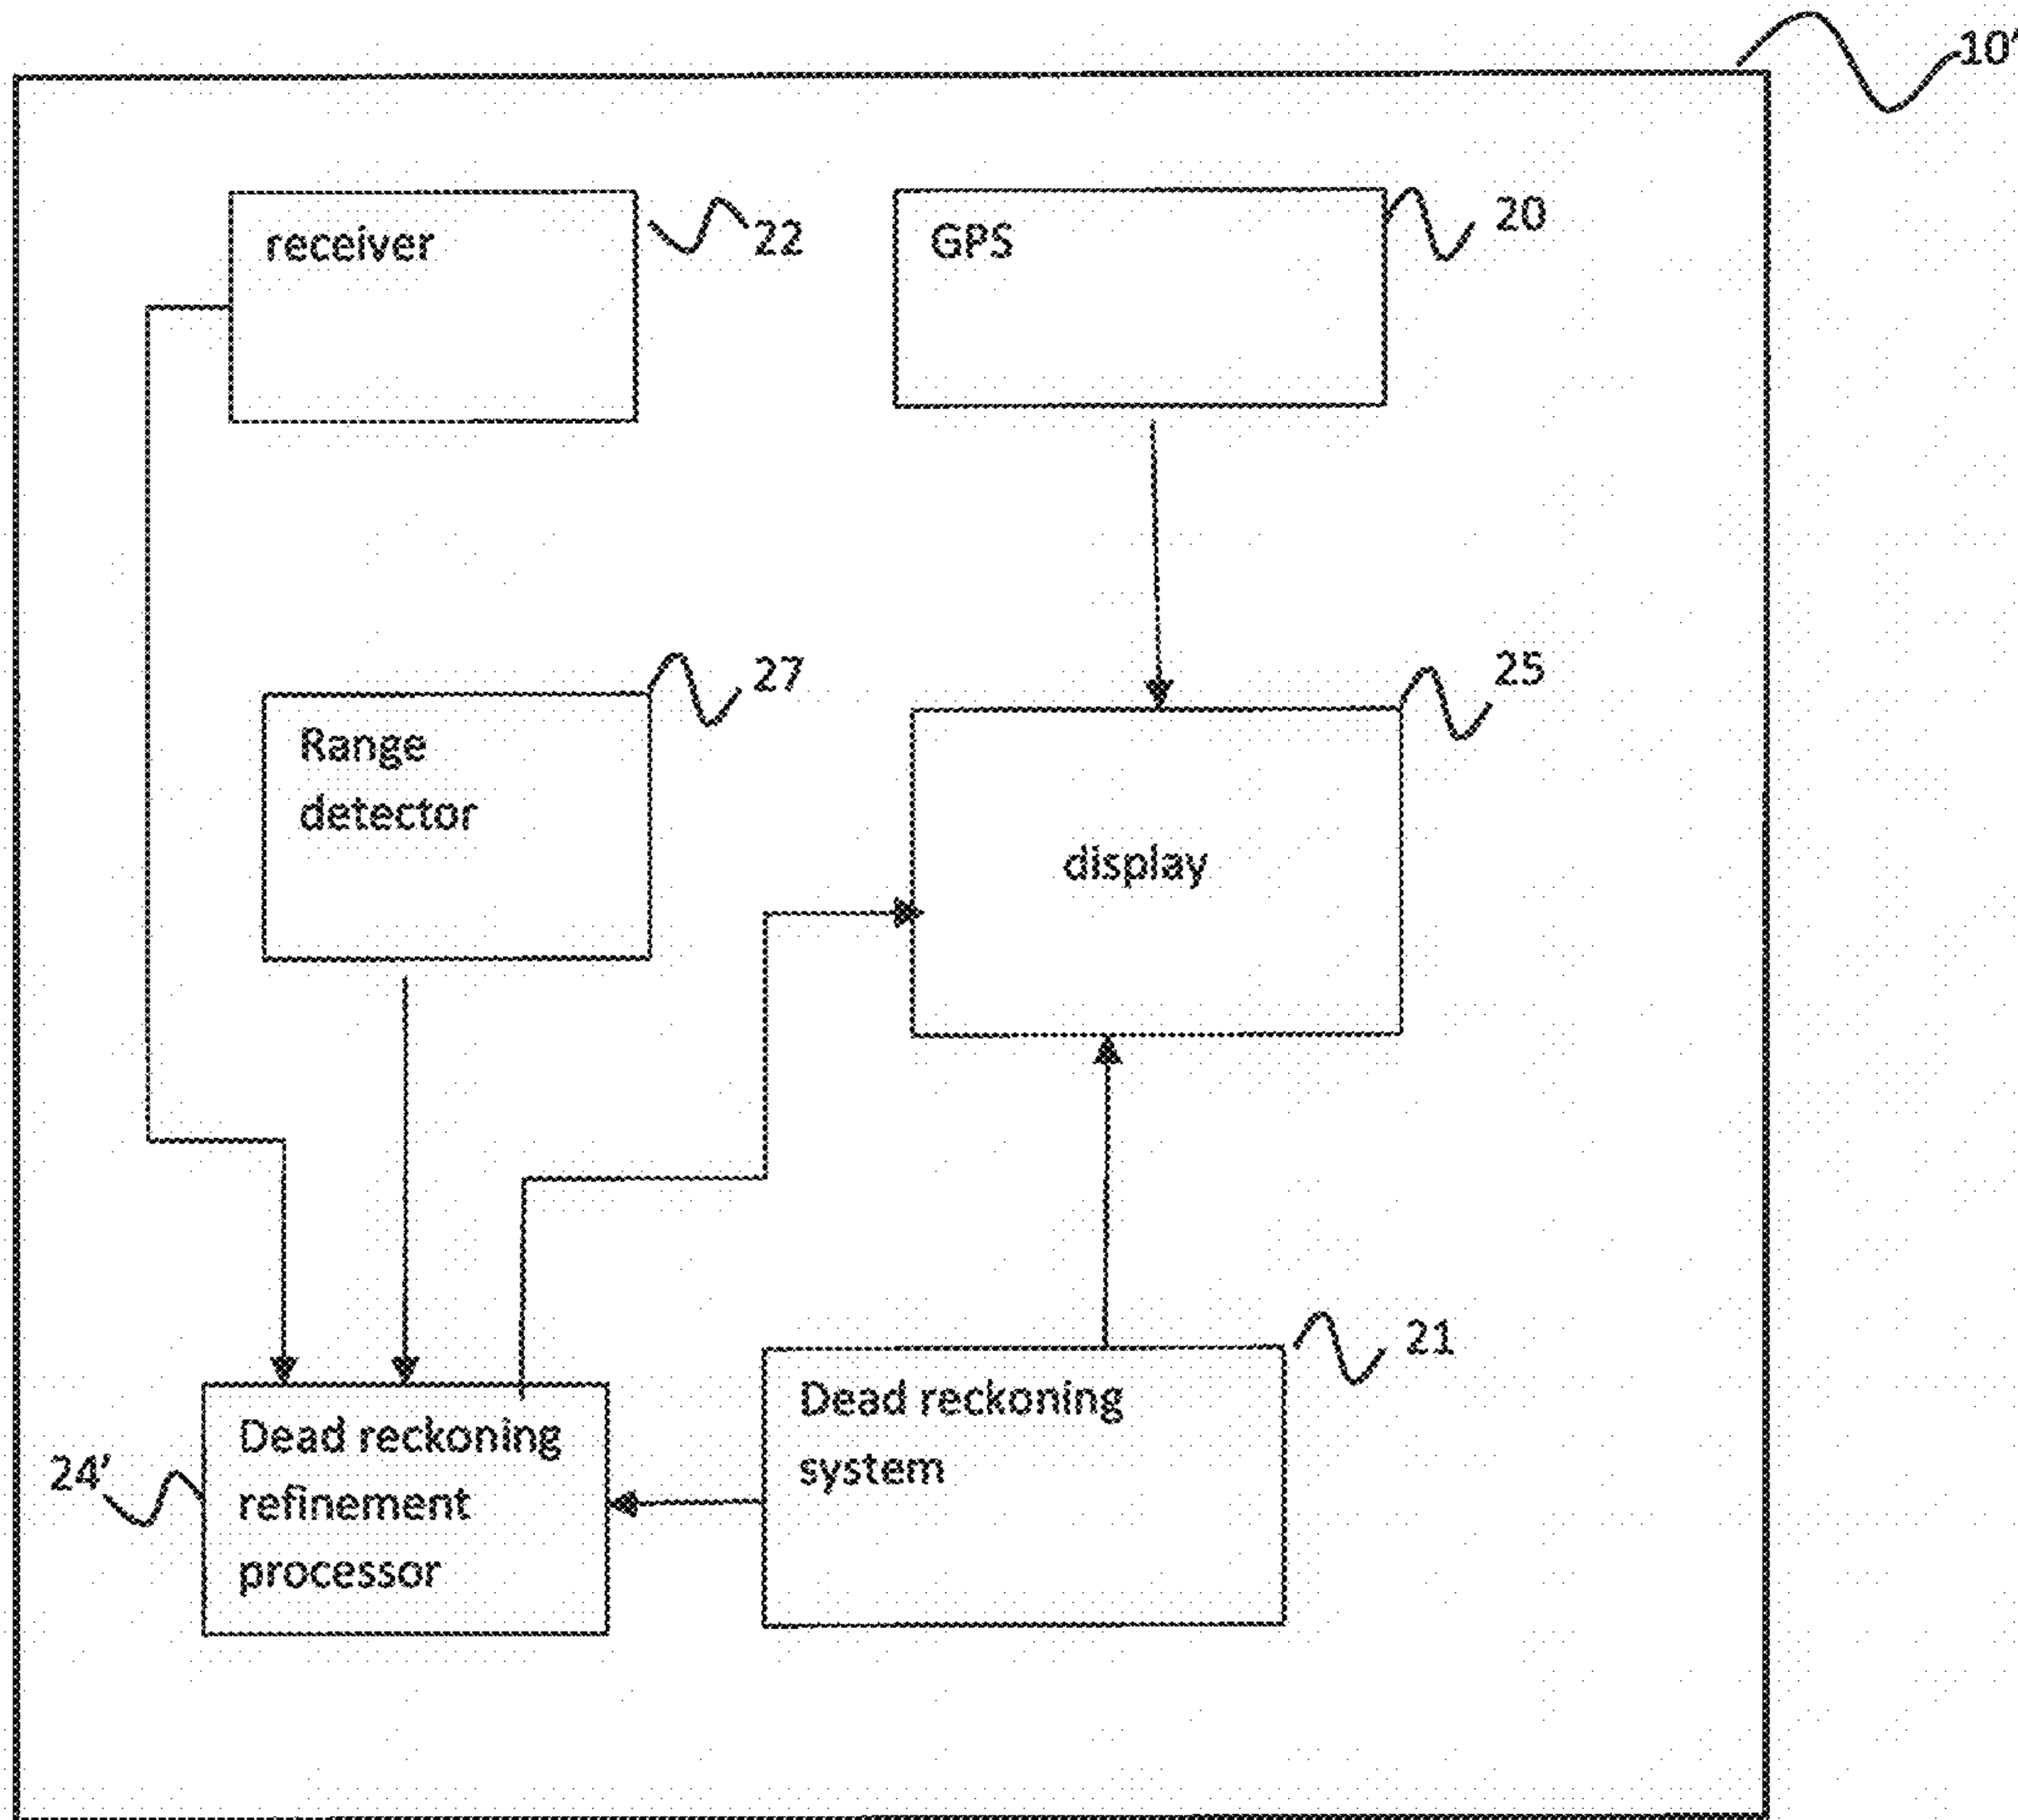 10'
receiver
22
GPS
20
Range
detector
27
display
25
Dead reckoning
refinement
processor
24'
Dead reckoning
system
21